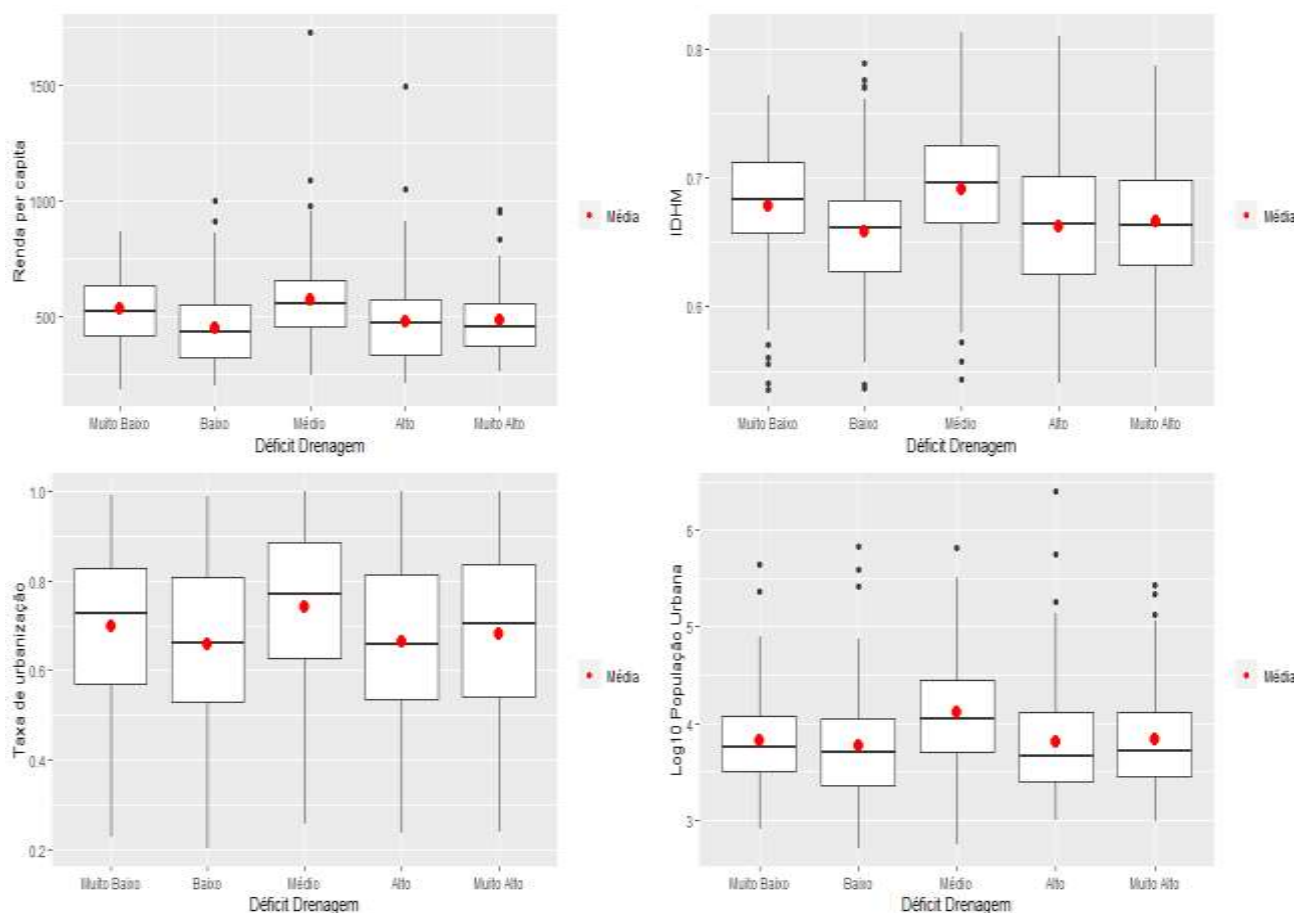 Renda per capita
1500
1000
500
Muito Baixo
Baixo
Médio
Alto
Muito Alto
Déficit Drenagem
Média
IDHM
0.8
0.7
0.6
Muito Baixo
Baixo
Médio
Alto
Muito Alto
Déficit Drenagem
Média
Taxa de urbanização
1.0
0.8
0.6
0.4
0.2
Muito Baixo
Baixo
Médio
Alto
Muito Alto
Déficit Drenagem
Média
Log10 População Urbana
6
5
4
3
Muito Baixo
Baixo
Médio
Alto
Muito Alto
Déficit Drenagem
Média